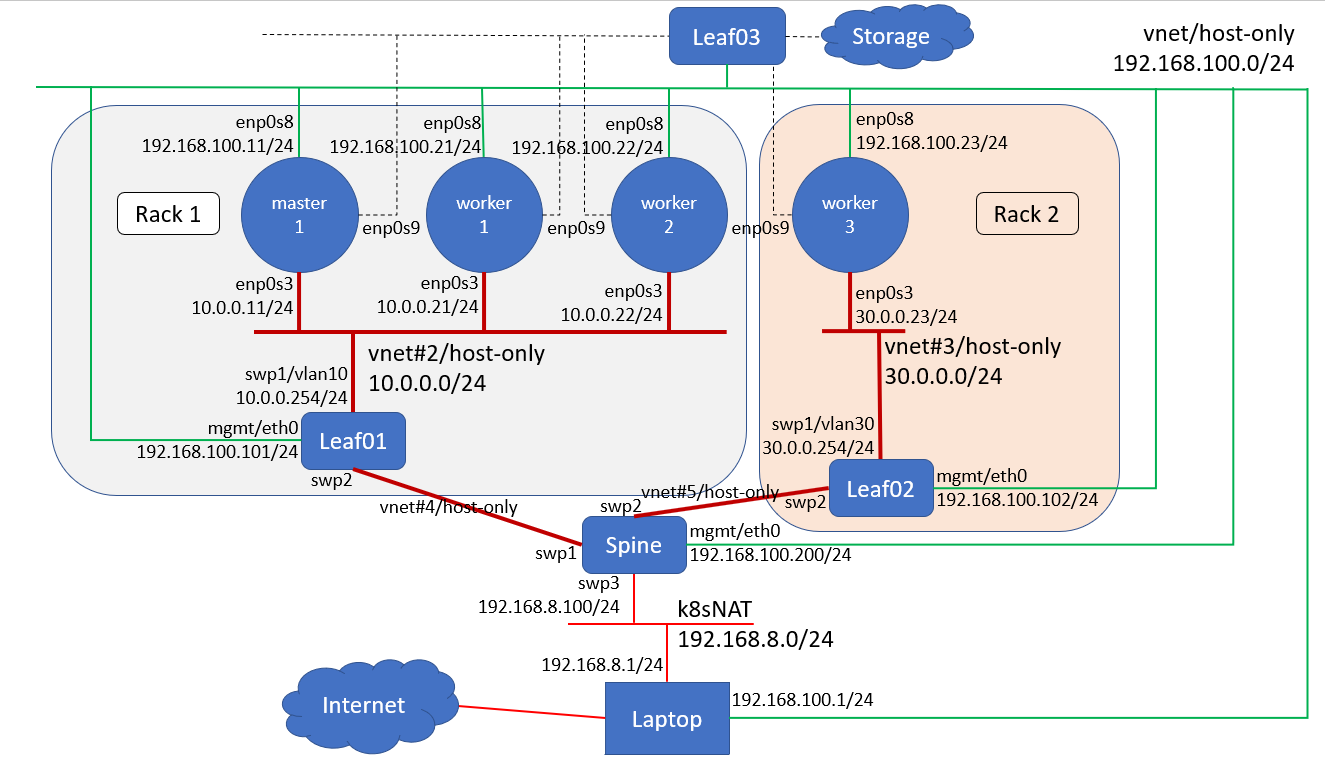 Leaf03
Storage
vnet/host-only
192.168.100.0/24
enp0s8
192.168.100.11/24
enp0s8
192.168.100.21/24
enp0s8
192.168.100.22/24
enp0s8
192.168.100.23/24
Rack 1
master
1
enp0s9
worker
1
enp0s9
worker
2
enp0s9
worker
3
Rack 2
enp0s3
10.0.0.11/24
enp0s3
10.0.0.21/24
enp0s3
10.0.0.22/24
enp0s3
30.0.0.23/24
vnet#2/host-only
10.0.0.0/24
vnet#3/host-only
30.0.0.0/24
swp1/vlan10
10.0.0.254/24
mgmt/eth0
192.168.100.101/24
Leaf01
swp2
swp1/vlan30
30.0.0.254/24
Leaf02
mgmt/eth0
192.168.100.102/24
swp2
vnet#4/host-only
vnet#5/host-only
swp2
swp1
Spine
mgmt/eth0
192.168.100.200/24
swp3
192.168.8.100/24
k8sNAT
192.168.8.0/24
192.168.8.1/24
Internet
Laptop
192.168.100.1/24